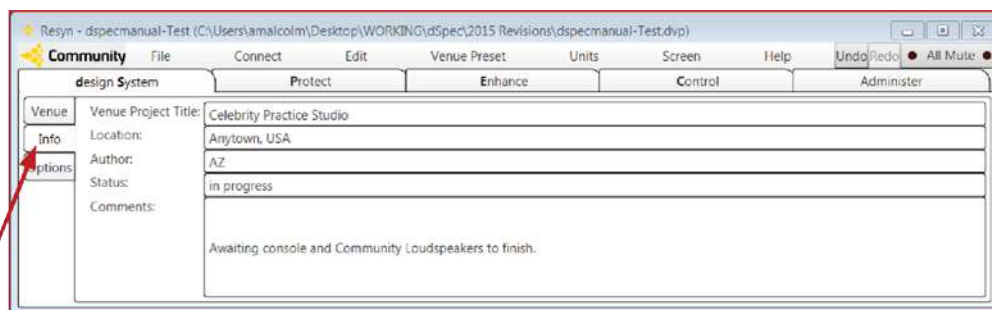 Resyn - dspecmanual-Test (C:\Users\amalcolm\Desktop\WORKING\dSpec\2015 Revisions\dspecmanual-Test.dvp)
Community File Connect Edit Venue Preset Units Screen Help Undo Redo All Mute
design System Protect Enhance Control Administer
Venue Venue Project Title: Celebrity Practice Studio
Info Location: Anytown, USA
Options Author: AZ
Status: in progress
Comments:
Awaiting console and Community Loudspeakers to finish.